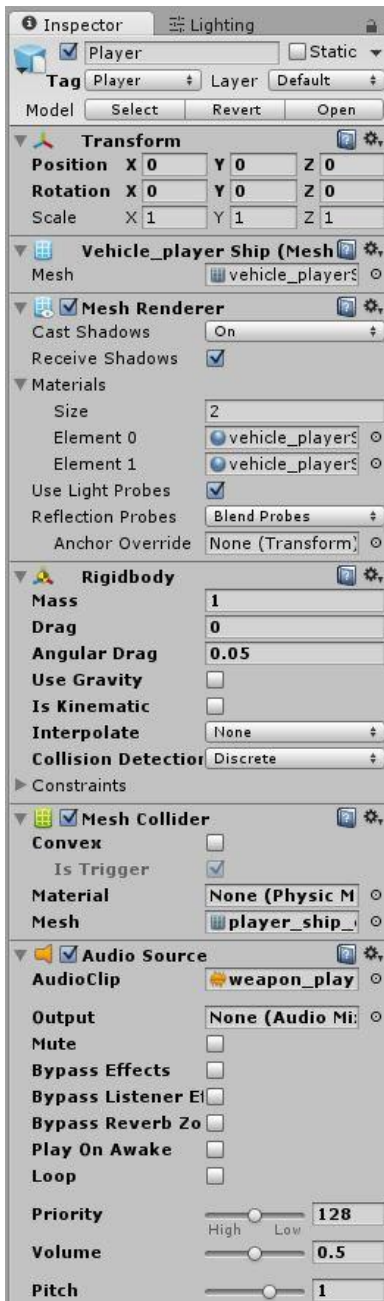 Inspector Lighting
Player Static
Tag Player Layer Default
Model Select Revert Open
Transform
Position X 0 Y 0 Z 0
Rotation X 0 Y 0 Z 0
Scale X 1 Y 1 Z 1
Vehicle_player Ship (Mesh
Mesh vehicle_playerS
Mesh Renderer
Cast Shadows On
Receive Shadows
Materials
Size 2
Element 0 vehicle_playerS
Element 1 vehicle_playerS
Use Light Probes
Reflection Probes Blend Probes
Anchor Override None (Transform)
Rigidbody
Mass 1
Drag 0
Angular Drag 0.05
Use Gravity
Is Kinematic
Interpolate None
Collision Detection Discrete
Constraints
Mesh Collider
Convex
Is Trigger
Material None (Physic M
Mesh player_ship_
Audio Source
AudioClip weapon_play
Output None (Audio Mi
Mute
Bypass Effects
Bypass Listener Ef
Bypass Reverb Zo
Play On Awake
Loop
Priority 128
High Low
Volume 0.5
Pitch 1